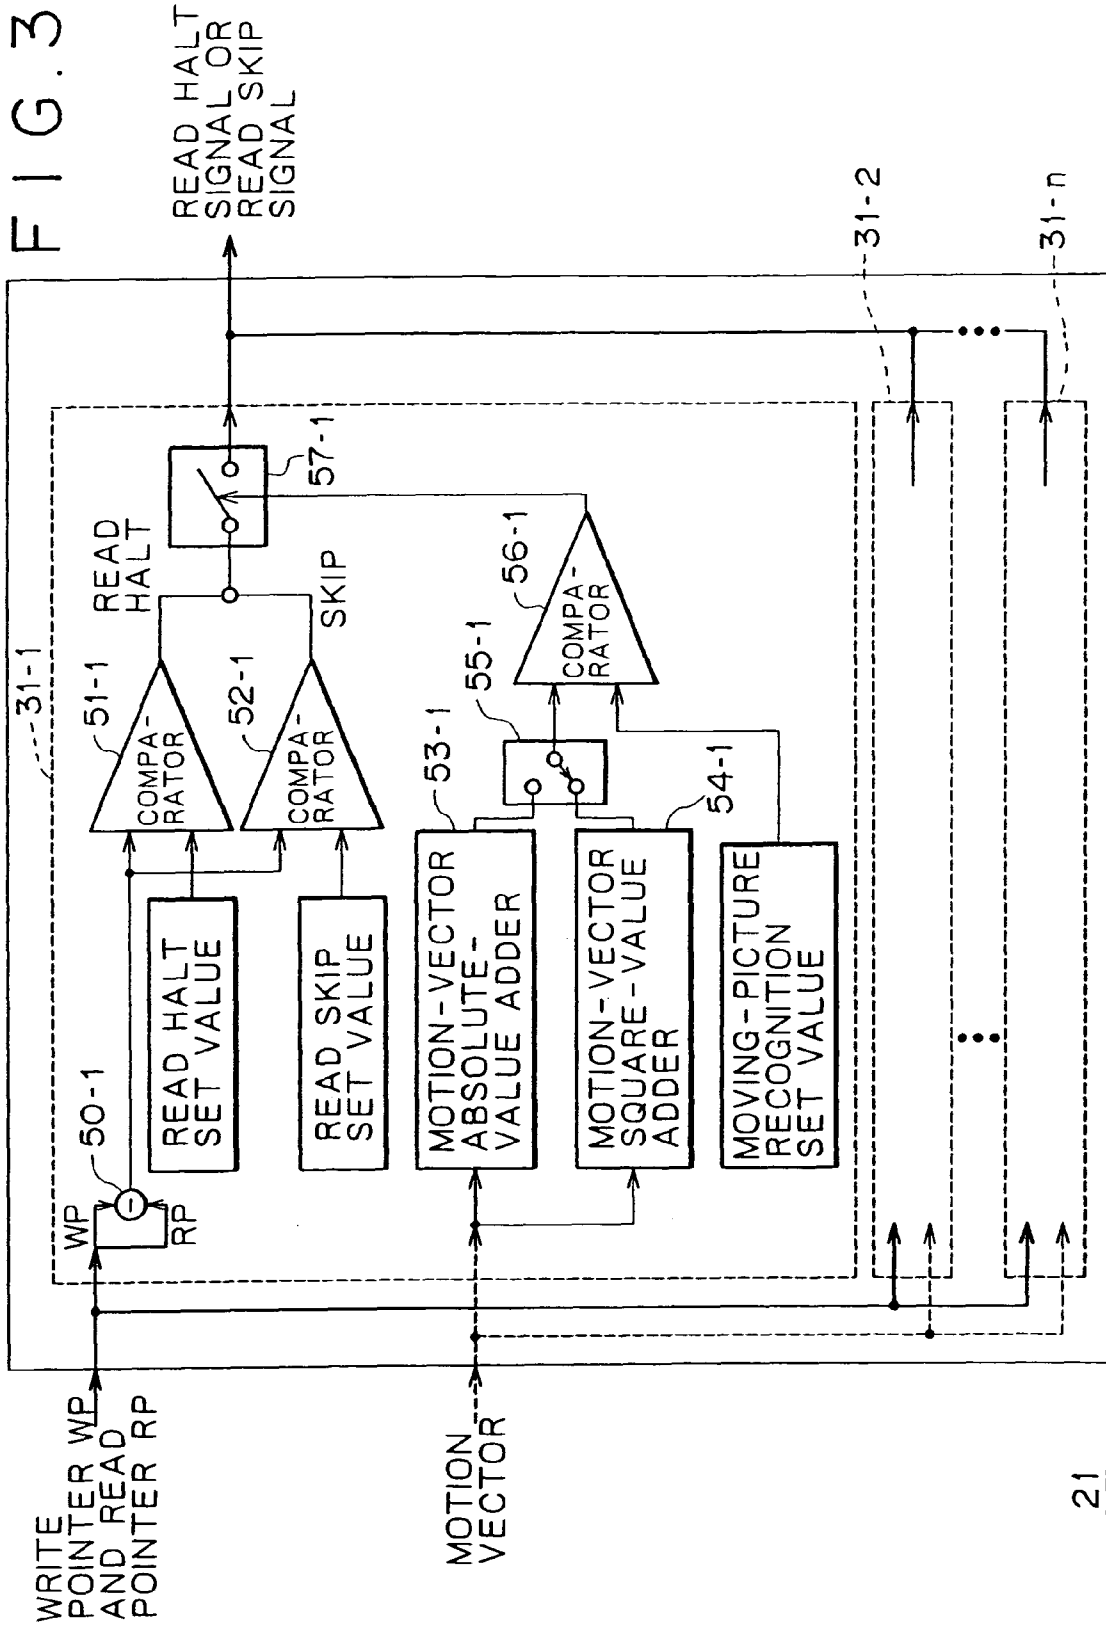 FIG.3
WRITE
POINTER WP
AND READ
POINTER RP
MOTION
VECTOR
21
31-1
WP
RP
50-1
READ HALT
SET VALUE
READ SKIP
SET VALUE
51-1
COMPA-
RATOR
52-1
COMPA-
RATOR
READ
HALT
SKIP
57-1
READ HALT
SIGNAL OR
READ SKIP
SIGNAL
MOTION-VECTOR
ABSOLUTE-
VALUE ADDER
53-1
MOTION-VECTOR
SQUARE-VALUE
ADDER
54-1
MOVING-PICTURE
RECOGNITION
SET VALUE
55-1
56-1
COMPA-
RATOR
31-2
31-n